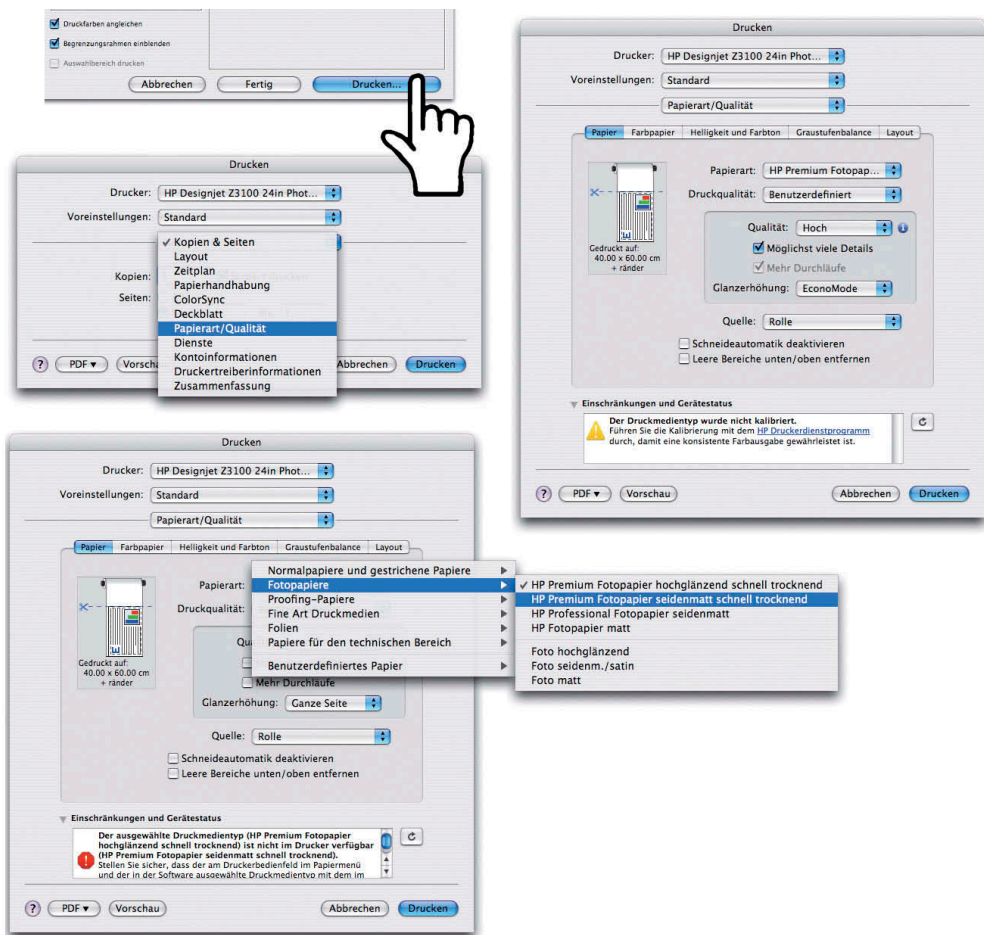 Druckfarben angleichen
Begrenzungsrahmen einblenden
Auswahlbereich drucken
Abbrechen Fertig Drucken...
Drucken
Drucker: HP Designjet Z3100 24in Phot...
Voreinstellungen: Standard
✓ Kopien & Seiten
Layout
Zeitplan
Kopien:
Papierhandhabung
Seiten:
ColorSync
Deckblatt
Papierart/Qualität
Dienste
Kontoinformationen
Druckertreiberinformationen
Zusammenfassung
? PDF ▼ Vorscha Abbrechen Drucken
Drucken
Drucker: HP Designjet Z3100 24in Phot...
Voreinstellungen: Standard
Papierart/Qualität
Papier Farbpapier Helligkeit und Farbton Graustufenbalance Layout
Papierart: HP Premium Fotopap...
Druckqualität: Benutzerdefiniert
Qualität: Hoch
Möglichst viele Details
Mehr Durchläufe
Glanzerhöhung: EconoMode
Gedruckt auf:
40.00 x 60.00 cm
+ ränder
Quelle: Rolle
Schneideautomatik deaktivieren
Leere Bereiche unten/oben entfernen
Einschränkungen und Gerätestatus
Der Druckmedientyp wurde nicht kalibriert.
Führen Sie die Kalibrierung mit dem HP Druckerdienstprogramm
durch, damit eine konsistente Farbausgabe gewährleistet ist.
? PDF ▼ Vorschau Abbrechen Drucken
Drucken
Drucker: HP Designjet Z3100 24in Phot...
Voreinstellungen: Standard
Papierart/Qualität
Papier Farbpapier Helligkeit und Farbton Graustufenbalance Layout
Papierart:
Druckqualität:
Qu
Mehr Durchläufe
Glanzerhöhung: Ganze Seite
Gedruckt auf:
40.00 x 60.00 cm
+ ränder
Quelle: Rolle
Schneideautomatik deaktivieren
Leere Bereiche unten/oben entfernen
Normalpapiere und gestrichene Papiere
Fotopapiere
Proofing-Papiere
Fine Art Druckmedien
Folien
Papiere für den technischen Bereich
Benutzerdefiniertes Papier
✓ HP Premium Fotopapier hochglänzend schnell trocknend
HP Premium Fotopapier seidenmatt schnell trocknend
HP Professional Fotopapier seidenmatt
HP Fotopapier matt
Foto hochglänzend
Foto seidenm./satin
Foto matt
Einschränkungen und Gerätestatus
Der ausgewählte Druckmedientyp (HP Premium Fotopapier
hochglänzend schnell trocknend) ist nicht im Drucker verfügbar
(HP Premium Fotopapier seidenmatt schnell trocknend).
Stellen Sie sicher, dass der am Druckerbedienfeld im Papiermenü
und der in der Software ausgewählte Druckmedientyp mit dem im
? PDF ▼ Vorschau Abbrechen Drucken